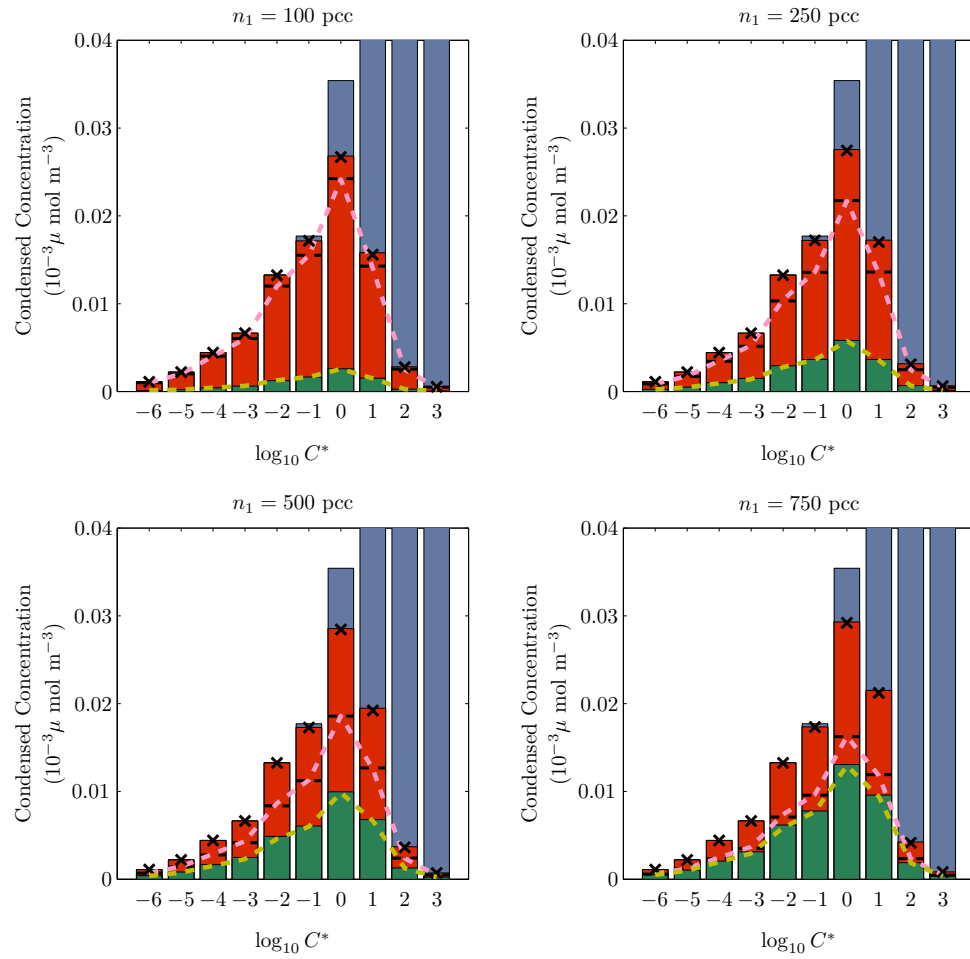 n₁ = 100 pcc
Condensed Concentration
(10⁻³μ mol m⁻³)
0.04
0.03
0.02
0.01
0
−6 −5 −4 −3 −2 −1 0 1 2 3
log₁₀ C*
n₁ = 250 pcc
Condensed Concentration
(10⁻³μ mol m⁻³)
0.04
0.03
0.02
0.01
0
−6 −5 −4 −3 −2 −1 0 1 2 3
log₁₀ C*
n₁ = 500 pcc
Condensed Concentration
(10⁻³μ mol m⁻³)
0.04
0.03
0.02
0.01
0
−6 −5 −4 −3 −2 −1 0 1 2 3
log₁₀ C*
n₁ = 750 pcc
Condensed Concentration
(10⁻³μ mol m⁻³)
0.04
0.03
0.02
0.01
0
−6 −5 −4 −3 −2 −1 0 1 2 3
log₁₀ C*